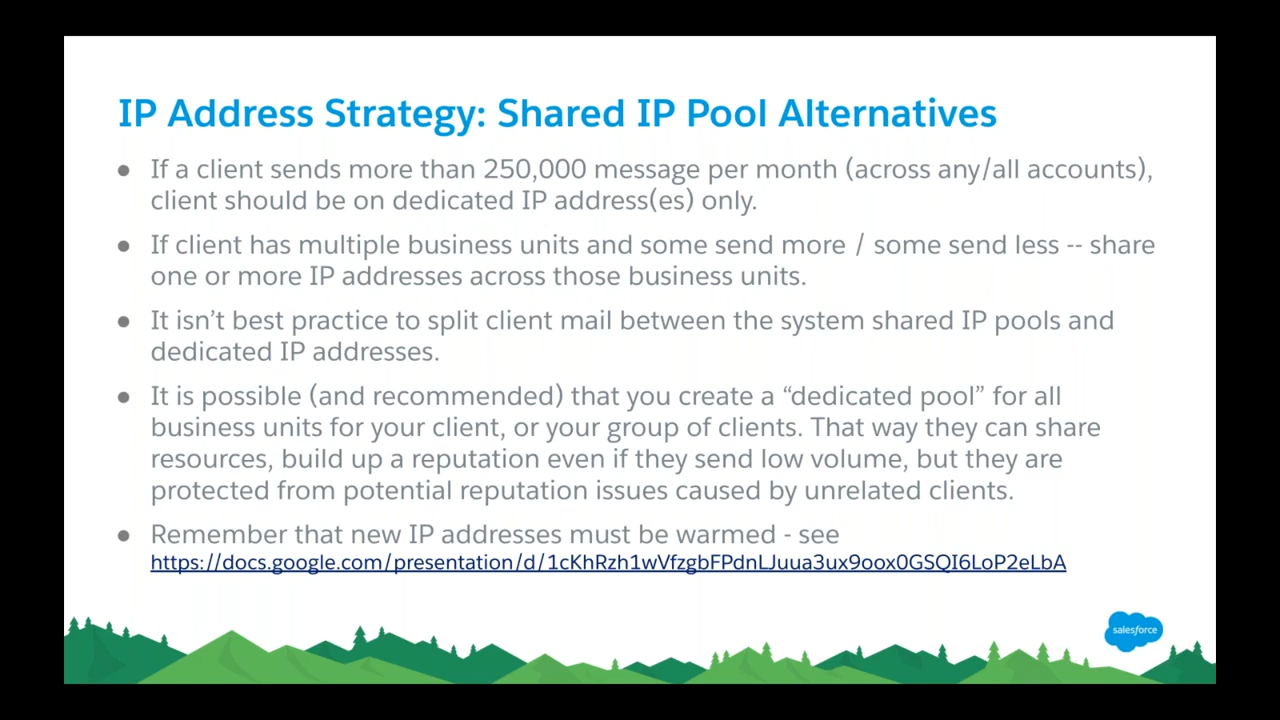 IP Address Strategy: Shared IP Pool Alternatives
● If a client sends more than 250,000 message per month (across any/all accounts),
client should be on dedicated IP address(es) only.
● If client has multiple business units and some send more / some send less -- share
one or more IP addresses across those business units.
● It isn’t best practice to split client mail between the system shared IP pools and
dedicated IP addresses.
● It is possible (and recommended) that you create a “dedicated pool” for all
business units for your client, or your group of clients. That way they can share
resources, build up a reputation even if they send low volume, but they are
protected from potential reputation issues caused by unrelated clients.
● Remember that new IP addresses must be warmed - see
https://docs.google.com/presentation/d/1cKhRzh1wVfzgbFPdnLJuua3ux9oox0GSQI6LoP2eLbA
salesforce